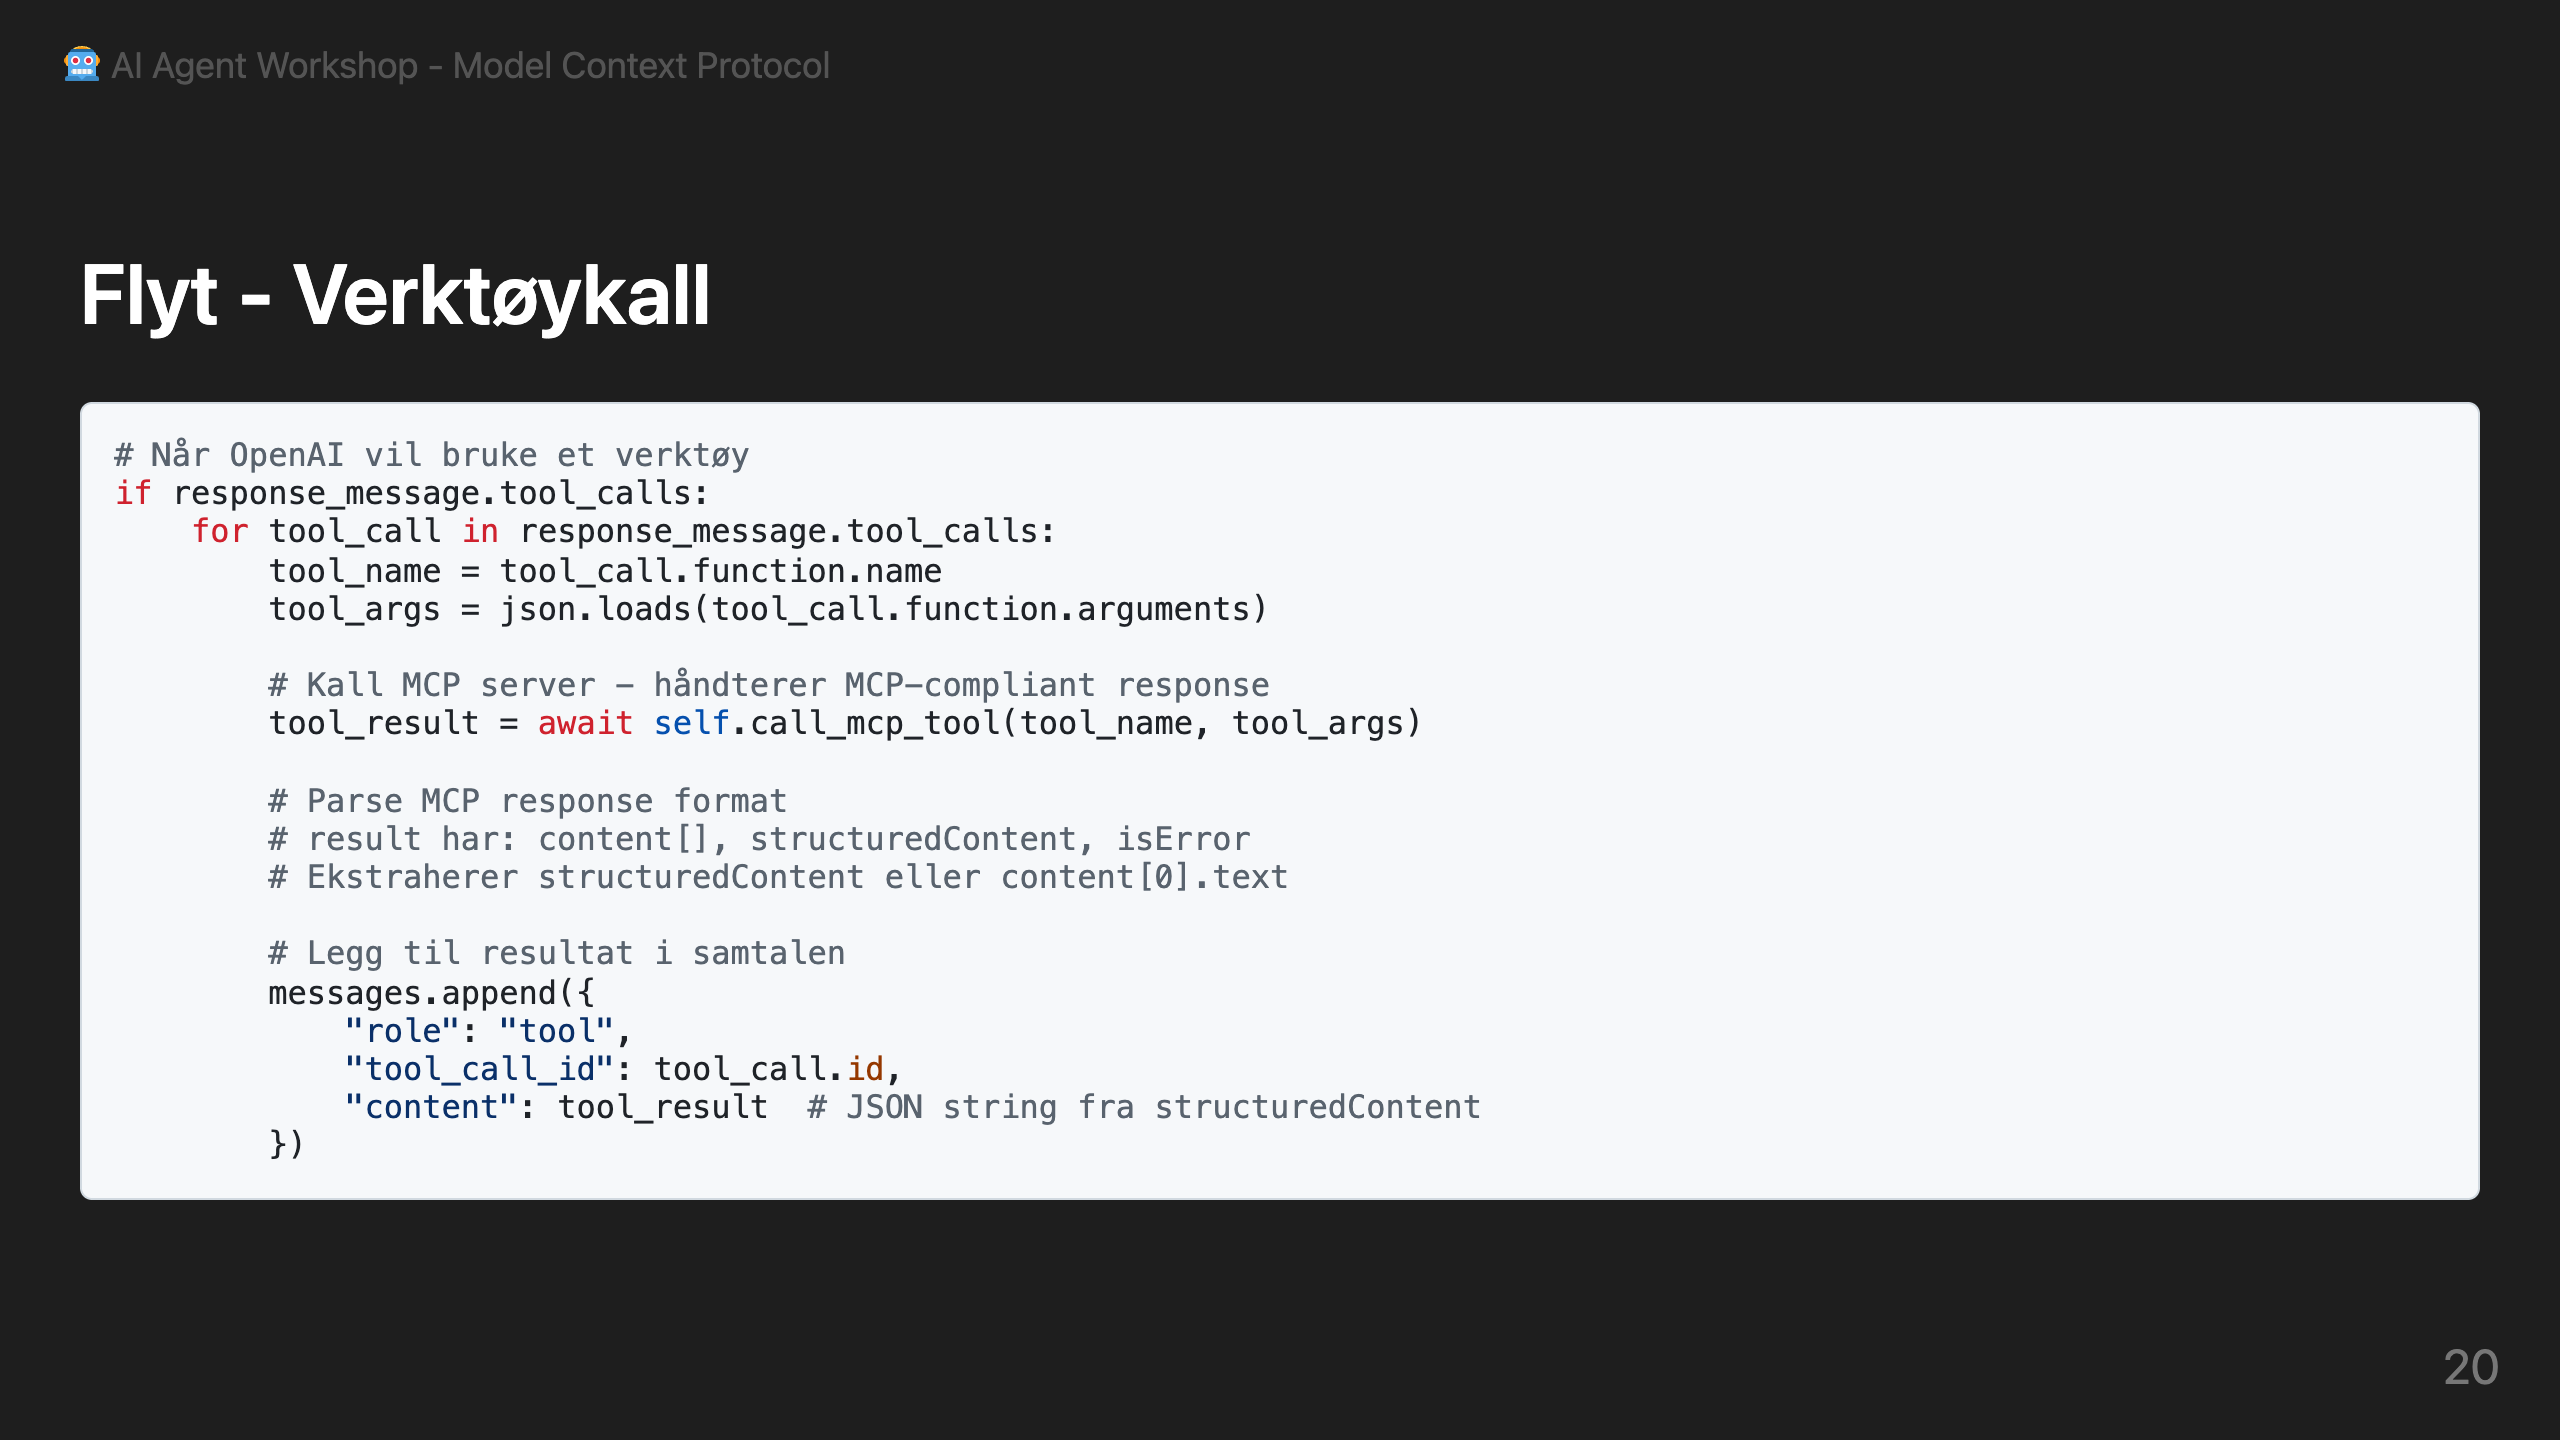 AI Agent Workshop - Model Context Protocol
Flyt - Verktøykall
# Når OpenAI vil bruke et verktøy
if response_message.tool_calls:
    for tool_call in response_message.tool_calls:
        tool_name = tool_call.function.name
        tool_args = json.loads(tool_call.function.arguments)

        # Kall MCP server - håndterer MCP-compliant response
        tool_result = await self.call_mcp_tool(tool_name, tool_args)

        # Parse MCP response format
        # result har: content[], structuredContent, isError
        # Ekstraherer structuredContent eller content[0].text

        # Legg til resultat i samtalen
        messages.append({
            "role": "tool",
            "tool_call_id": tool_call.id,
            "content": tool_result  # JSON string fra structuredContent
        })
20